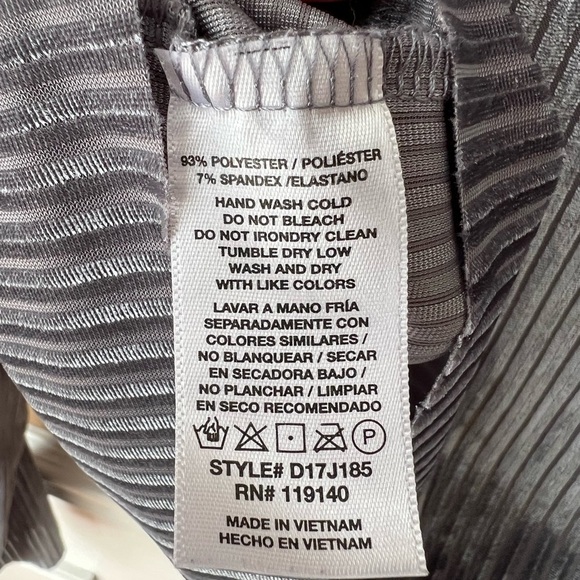 93% POLYESTER / POLIÉSTER
7% SPANDEX /ELASTANO
HAND WASH COLD
DO NOT BLEACH
DO NOT IRONDRY CLEAN
TUMBLE DRY LOW
WASH AND DRY
WITH LIKE COLORS
LAVAR A MANO FRÍA
SEPARADAMENTE CON
COLORES SIMILARES /
NO BLANQUEAR / SECAR
EN SECADORA BAJO /
NO PLANCHAR / LIMPIAR
EN SECO RECOMENDADO
P
STYLE# D17J185
RN# 119140
MADE IN VIETNAM
HECHO EN VIETNAM